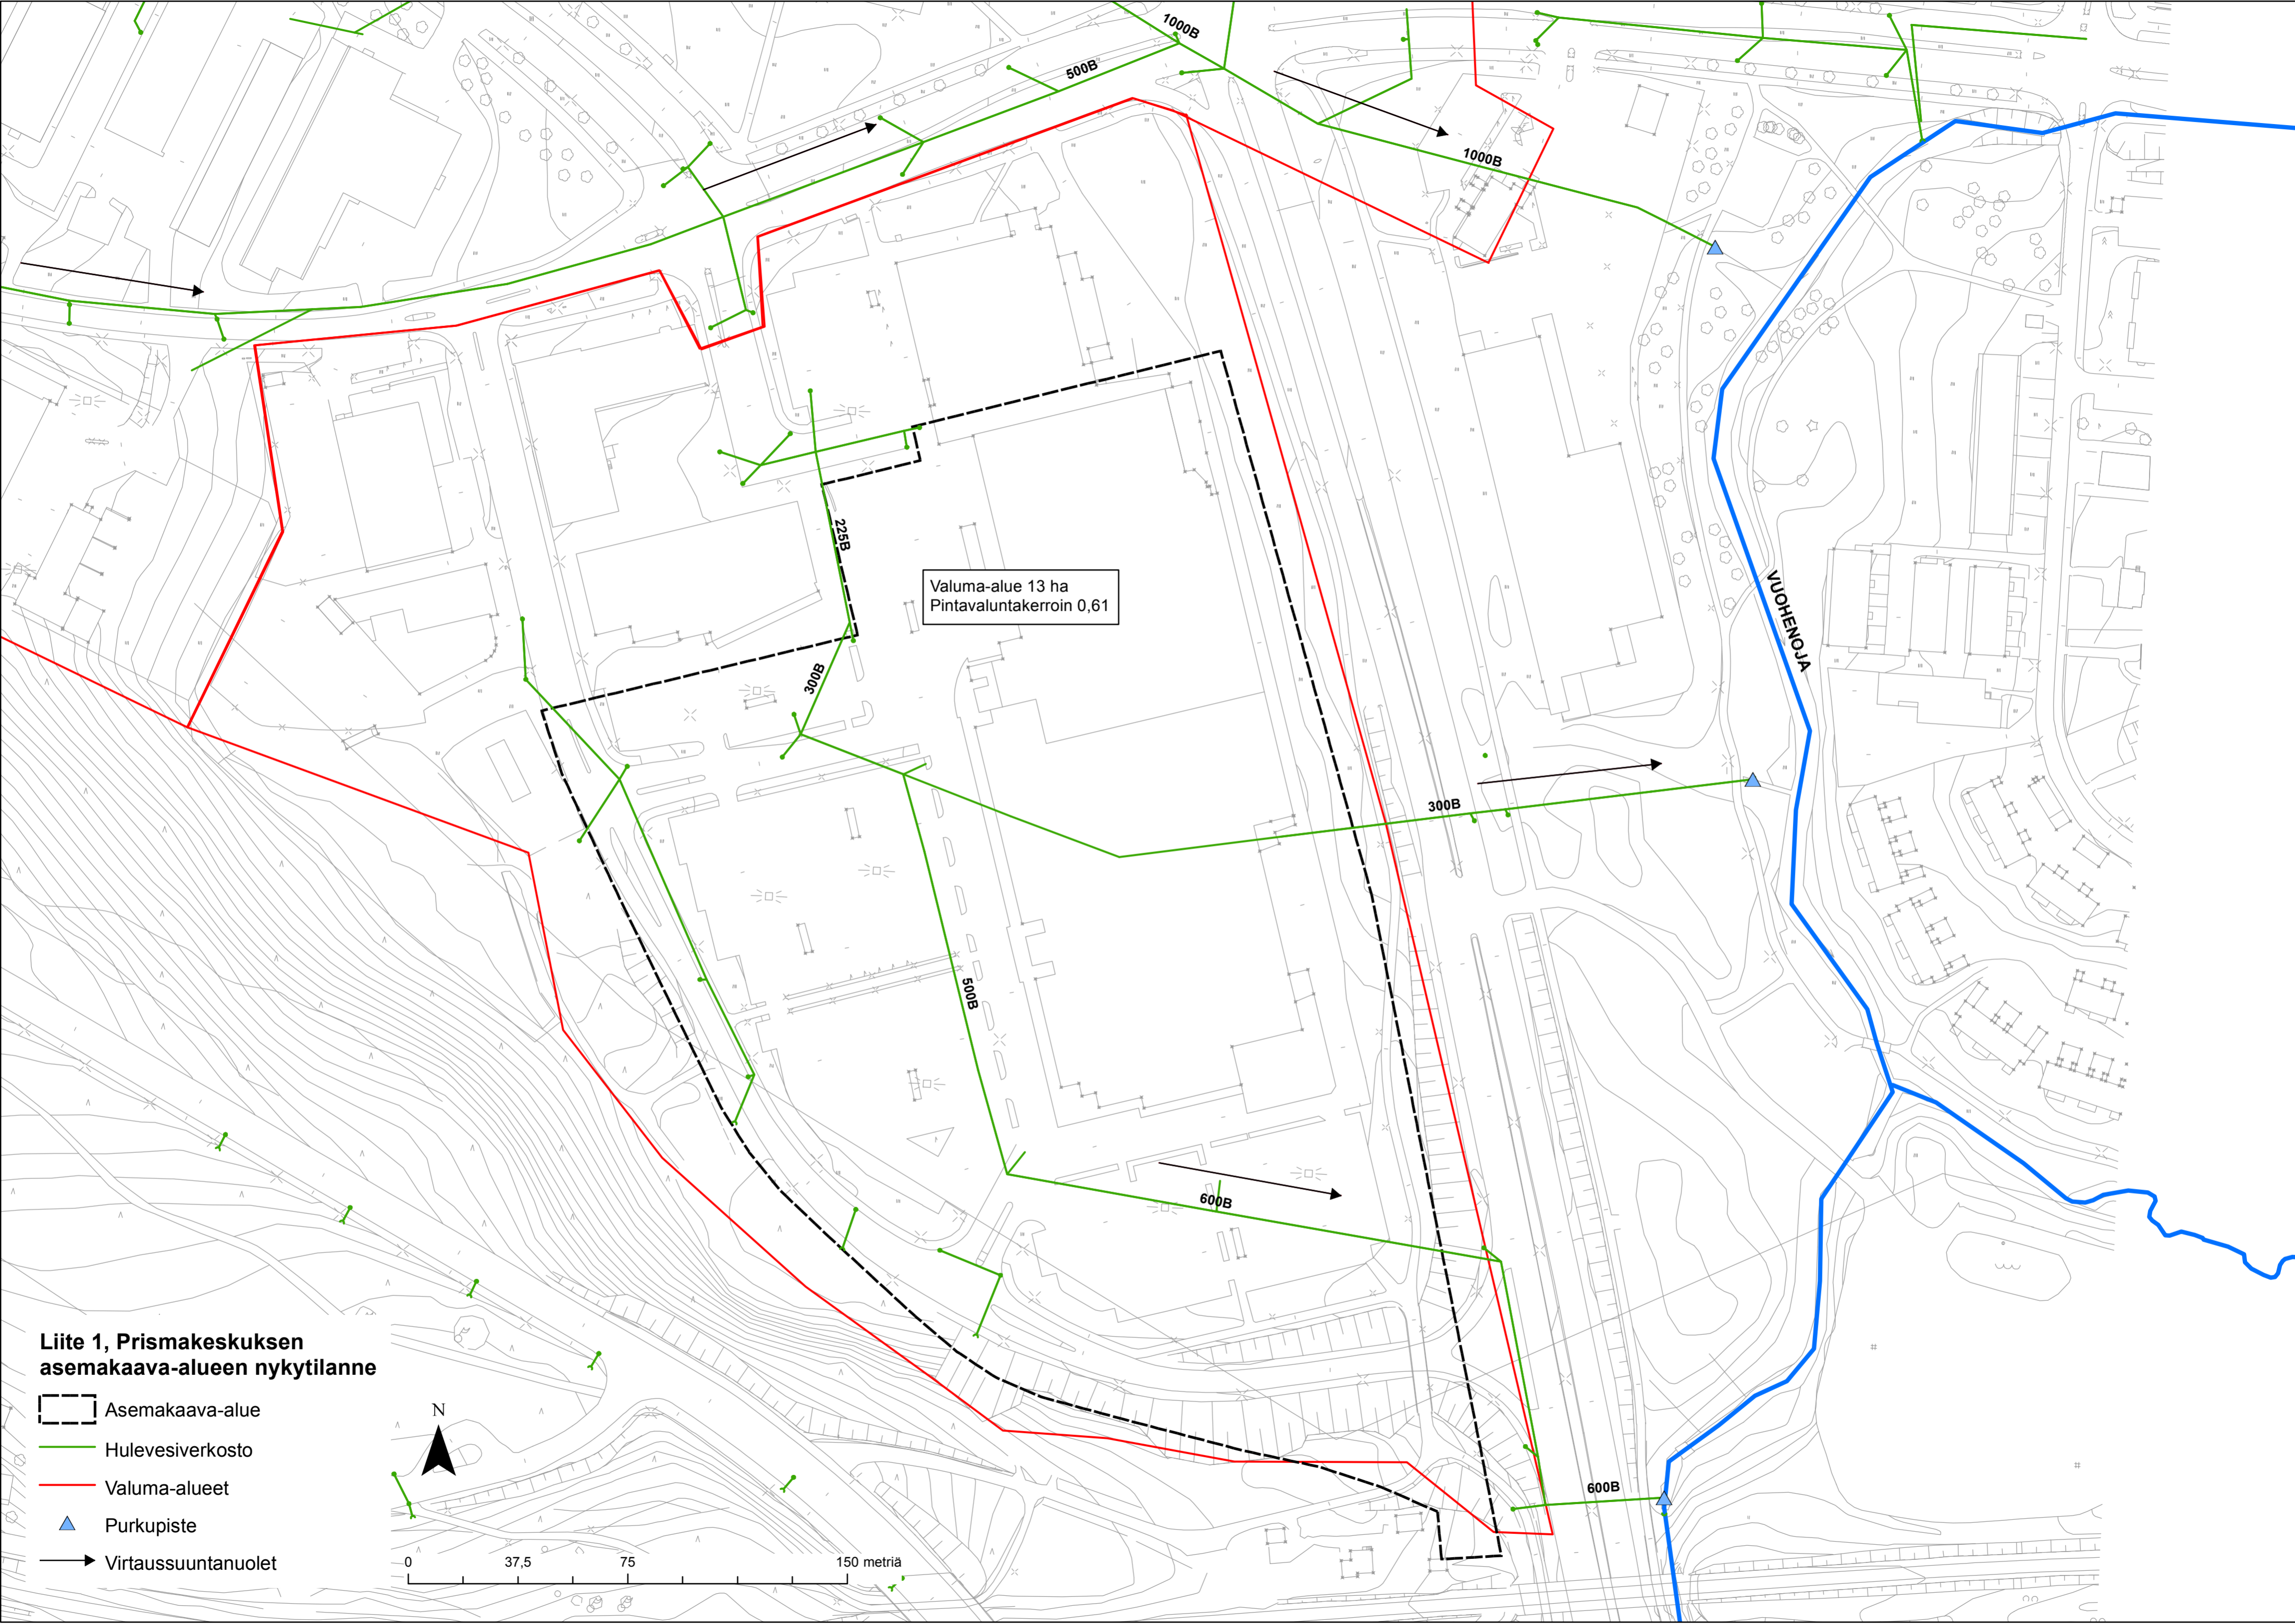 1000B
500B
1000B
225B
Valuma-alue 13 ha
Pintavaluntakerroin 0,61
VUOHENOJA
300B
300B
500B
600B
600B
Liite 1, Prismakeskuksen
asemakaava-alueen nykytilanne
Asemakaava-alue
Hulevesiverkosto
Valuma-alueet
Purkupiste
Virtaussuuntanuolet
N
0 37,5 75 150 metriä